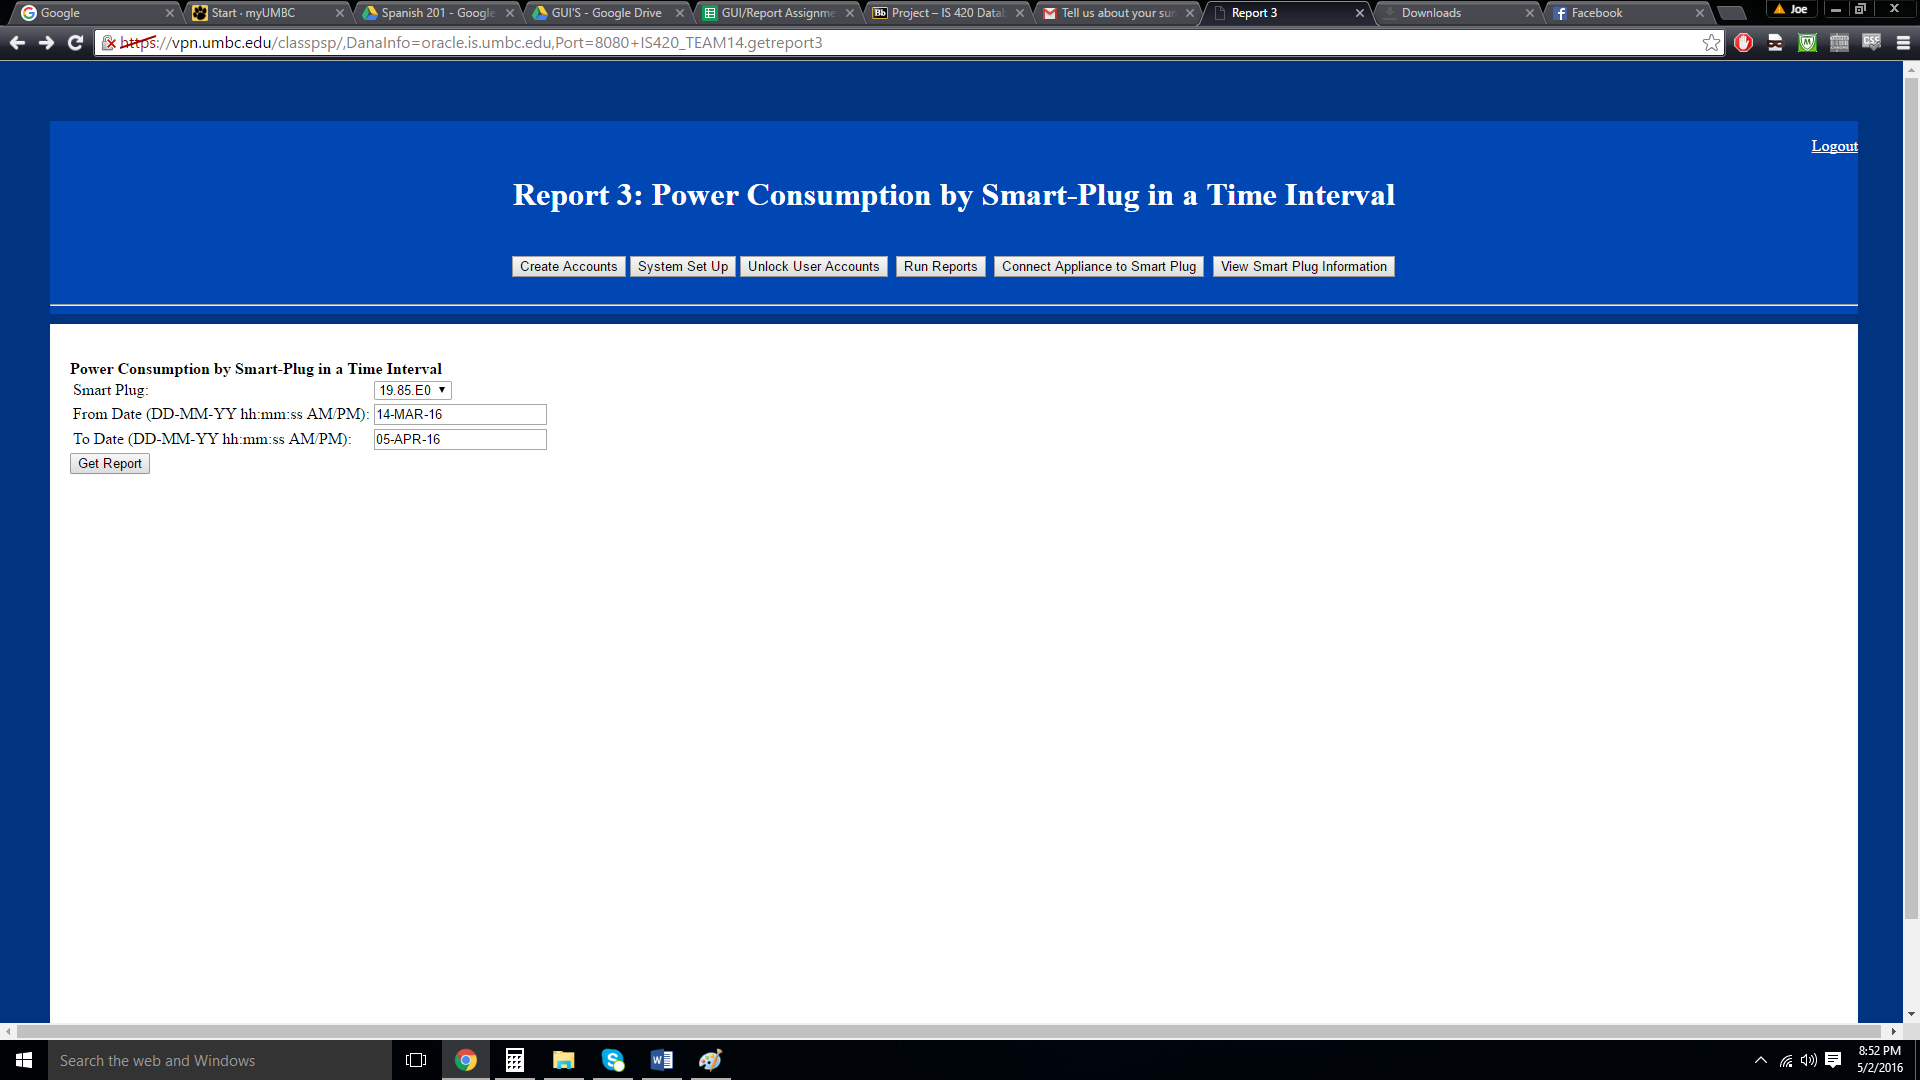 Google
Start · myUMBC
Spanish 201 - Google
GUI'S - Google Drive
GUI/Report Assignme
Bb Project – IS 420 Datab
Tell us about your sur
Report 3
Downloads
Facebook
Joe
https://vpn.umbc.edu/classpsp/,DanaInfo=oracle.is.umbc.edu,Port=8080+IS420_TEAM14.getreport3
CSS
Logout
Report 3: Power Consumption by Smart-Plug in a Time Interval
Create Accounts System Set Up Unlock User Accounts Run Reports Connect Appliance to Smart Plug View Smart Plug Information
Power Consumption by Smart-Plug in a Time Interval
Smart Plug: 19.85.E0
From Date (DD-MM-YY hh:mm:ss AM/PM): 14-MAR-16
To Date (DD-MM-YY hh:mm:ss AM/PM): 05-APR-16
Get Report
Search the web and Windows
8:52 PM
5/2/2016